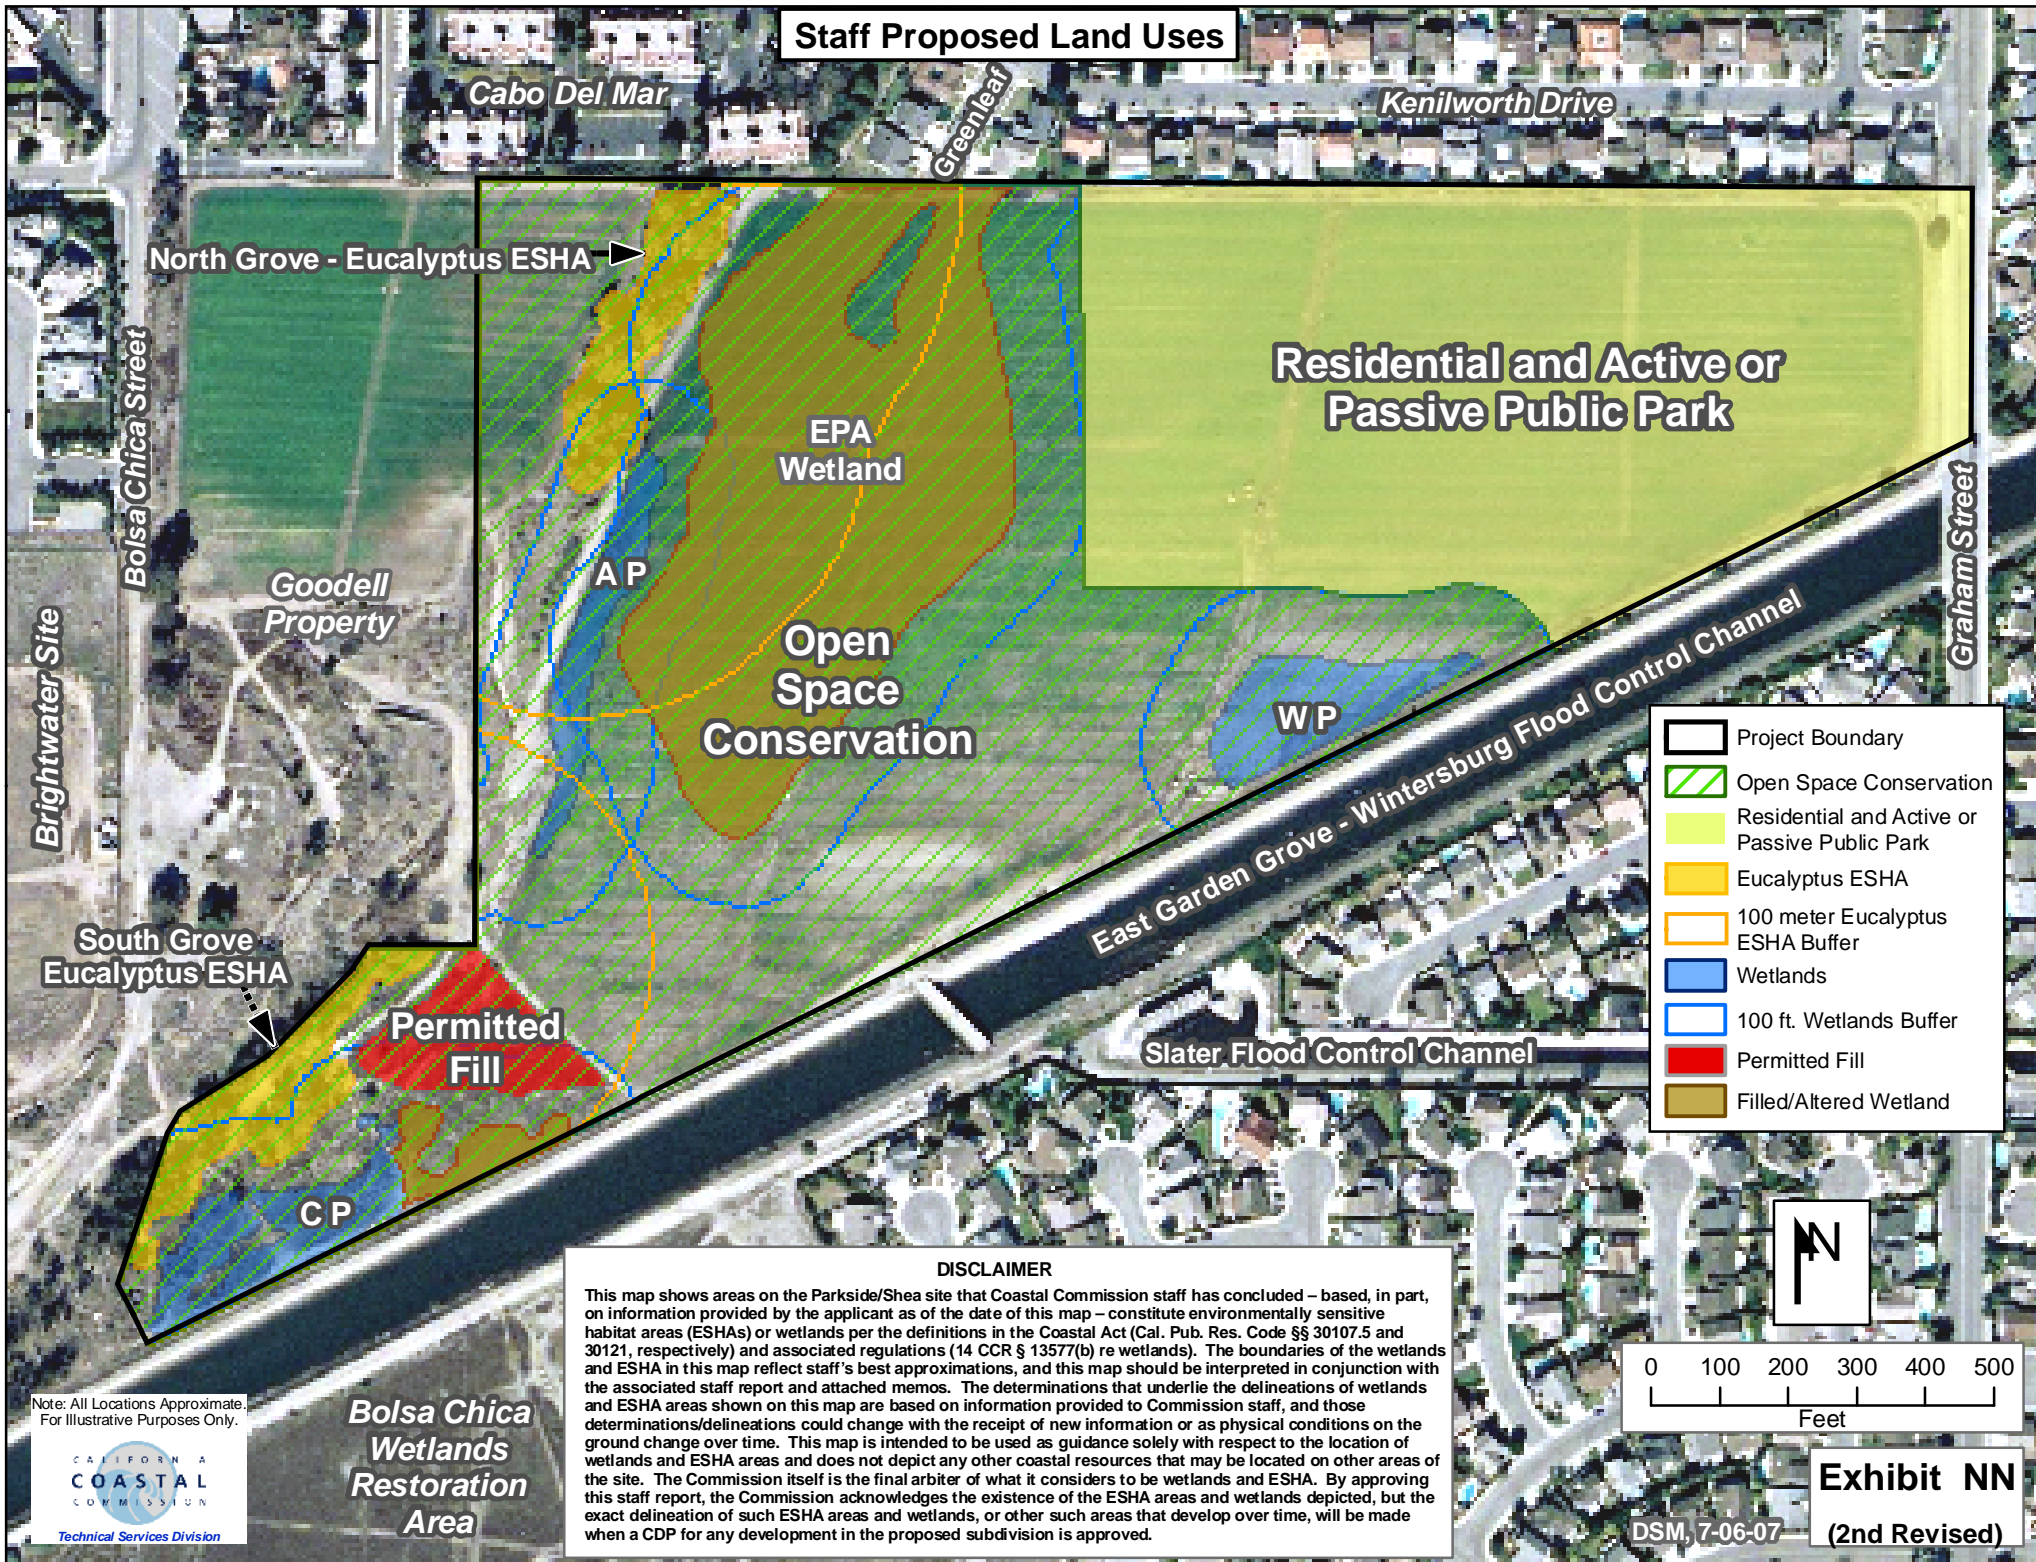 Staff Proposed Land Uses
Cabo Del Mar
Greenleaf
Kenilworth Drive
North Grove - Eucalyptus ESHA
Bolsa Chica Street
Residential and Active or
Passive Public Park
EPA
Wetland
Graham Street
A P
Goodell
Property
Brightwater Site
Open
Space
Conservation
W P
East Garden Grove - Wintersburg Flood Control Channel
Project Boundary
Open Space Conservation
Residential and Active or
Passive Public Park
Eucalyptus ESHA
100 meter Eucalyptus
ESHA Buffer
Wetlands
100 ft. Wetlands Buffer
Permitted Fill
Filled/Altered Wetland
South Grove
Eucalyptus ESHA
Permitted
Fill
Slater Flood Control Channel
C P
N
DISCLAIMER
This map shows areas on the Parkside/Shea site that Coastal Commission staff has concluded – based, in part,
on information provided by the applicant as of the date of this map – constitute environmentally sensitive
habitat areas (ESHAs) or wetlands per the definitions in the Coastal Act (Cal. Pub. Res. Code §§ 30107.5 and
30121, respectively) and associated regulations (14 CCR § 13577(b) re wetlands). The boundaries of the wetlands
and ESHA in this map reflect staff's best approximations, and this map should be interpreted in conjunction with
the associated staff report and attached memos. The determinations that underlie the delineations of wetlands
and ESHA areas shown on this map are based on information provided to Commission staff, and those
determinations/delineations could change with the receipt of new information or as physical conditions on the
ground change over time. This map is intended to be used as guidance solely with respect to the location of
wetlands and ESHA areas and does not depict any other coastal resources that may be located on other areas of
the site. The Commission itself is the final arbiter of what it considers to be wetlands and ESHA. By approving
this staff report, the Commission acknowledges the existence of the ESHA areas and wetlands depicted, but the
exact delineation of such ESHA areas and wetlands, or other such areas that develop over time, will be made
when a CDP for any development in the proposed subdivision is approved.
0 100 200 300 400 500
Feet
Note: All Locations Approximate.
For Illustrative Purposes Only.
CALIFORNIA
COASTAL
COMMISSION
Technical Services Division
Bolsa Chica
Wetlands
Restoration
Area
DSM, 7-06-07
Exhibit NN
(2nd Revised)